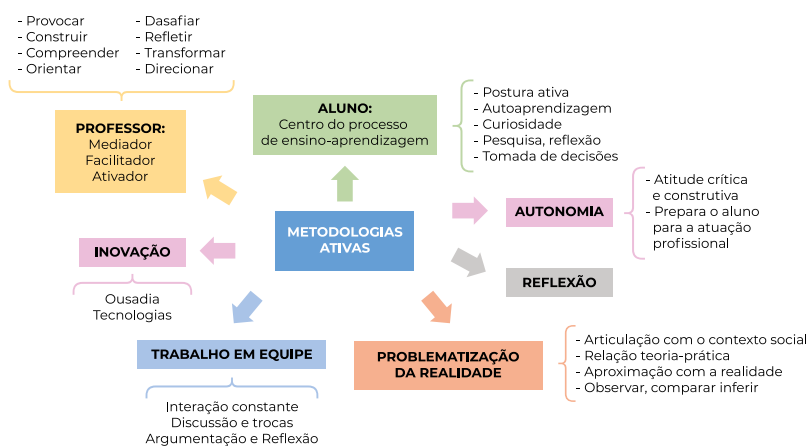 - Provocar
- Construir
- Compreender
- Orientar
- Dasafiar
- Refletir
- Transformar
- Direcionar
PROFESSOR:
Mediador
Facilitador
Ativador
ALUNO:
Centro do processo
de ensino-aprendizagem
- Postura ativa
- Autoaprendizagem
- Curiosidade
- Pesquisa, reflexão
- Tomada de decisões
METODOLOGIAS
ATIVAS
AUTONOMIA
- Atitude crítica
e construtiva
- Prepara o aluno
para a atuação
profissional
INOVAÇÃO
Ousadia
Tecnologias
REFLEXÃO
TRABALHO EM EQUIPE
Interação constante
Discussão e trocas
Argumentação e Reflexão
PROBLEMATIZAÇÃO
DA REALIDADE
- Articulação com o contexto social
- Relação teoria-prática
- Aproximação com a realidade
- Observar, comparar inferir